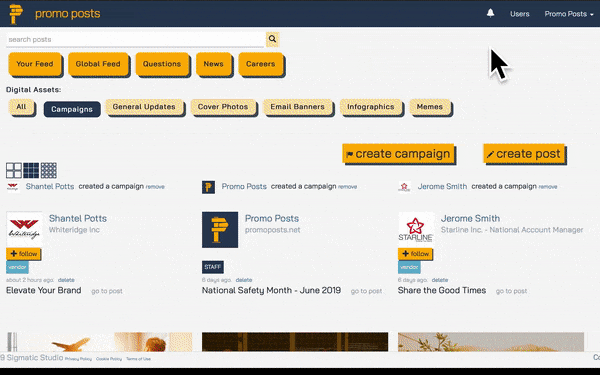 promo posts
Users
Promo Posts
search posts
Your Feed
Global Feed
Questions
News
Careers
Digital Assets:
All
Campaigns
General Updates
Cover Photos
Email Banners
Infographics
Memes
create campaign
create post
Shantel Potts created a campaign remove
Promo Posts created a campaign remove
Jerome Smith created a campaign remove
Whiteridge
Shantel Potts
Whiteridge Inc
Promo Posts
promoposts.net
STARLINE
Jerome Smith
Starline Inc. - National Account Manager
+ follow
+ follow
vendor
STAFF
vendor
about 2 hours ago delete
6 days ago delete
6 days ago delete
Elevate Your Brand go to post
National Safety Month - June 2019 go to post
Share the Good Times go to post
9 Sigmatic Studio Privacy Policy Cookie Policy Terms of Use
Co